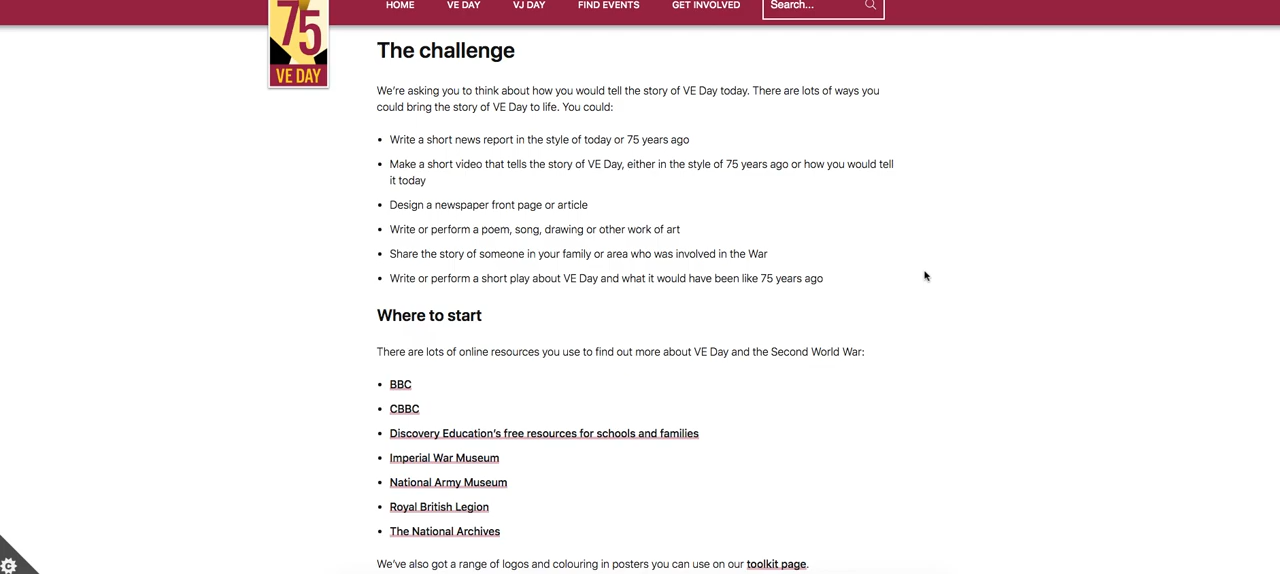 HOME VE DAY VJ DAY FIND EVENTS GET INVOLVED Search...
75
VE DAY
The challenge
We're asking you to think about how you would tell the story of VE Day today. There are lots of ways you
could bring the story of VE Day to life. You could:
• Write a short news report in the style of today or 75 years ago
• Make a short video that tells the story of VE Day, either in the style of 75 years ago or how you would tell
it today
• Design a newspaper front page or article
• Write or perform a poem, song, drawing or other work of art
• Share the story of someone in your family or area who was involved in the War
• Write or perform a short play about VE Day and what it would have been like 75 years ago
Where to start
There are lots of online resources you use to find out more about VE Day and the Second World War:
• BBC
• CBBC
• Discovery Education's free resources for schools and families
• Imperial War Museum
• National Army Museum
• Royal British Legion
• The National Archives
We've also got a range of logos and colouring in posters you can use on our toolkit page.